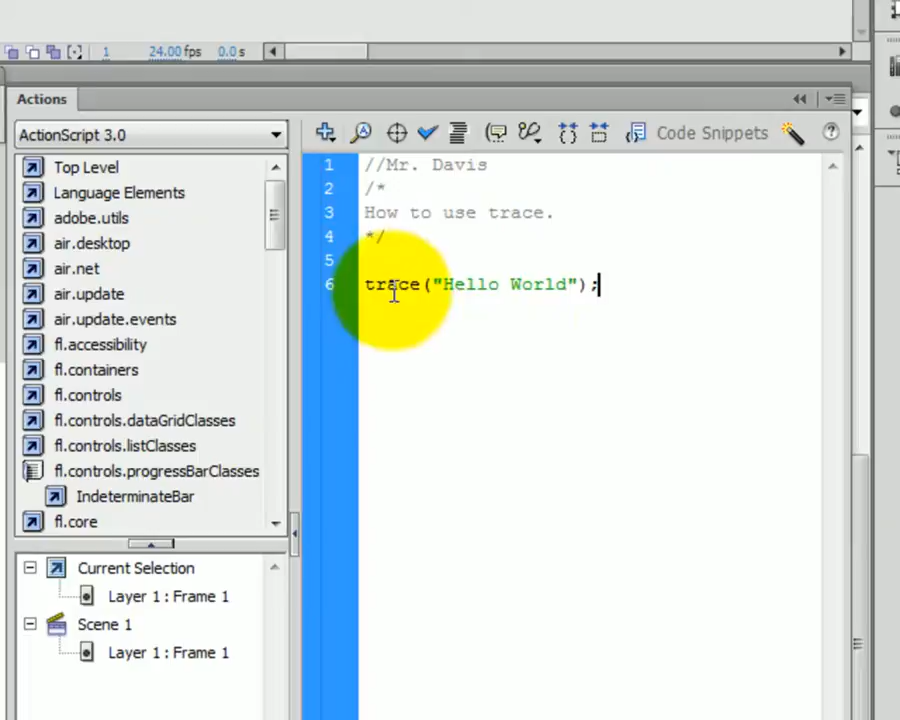 1 24.00 fps 0.0 s
Actions
ActionScript 3.0
Code Snippets
Top Level
Language Elements
adobe.utils
air.desktop
air.net
air.update
air.update.events
fl.accessibility
fl.containers
fl.controls
fl.controls.dataGridClasses
fl.controls.listClasses
fl.controls.progressBarClasses
IndeterminateBar
fl.core
Current Selection
Layer 1 : Frame 1
Scene 1
Layer 1 : Frame 1
1 //Mr. Davis
2 /*
3 How to use trace.
4 */
5
6 trace("Hello World");